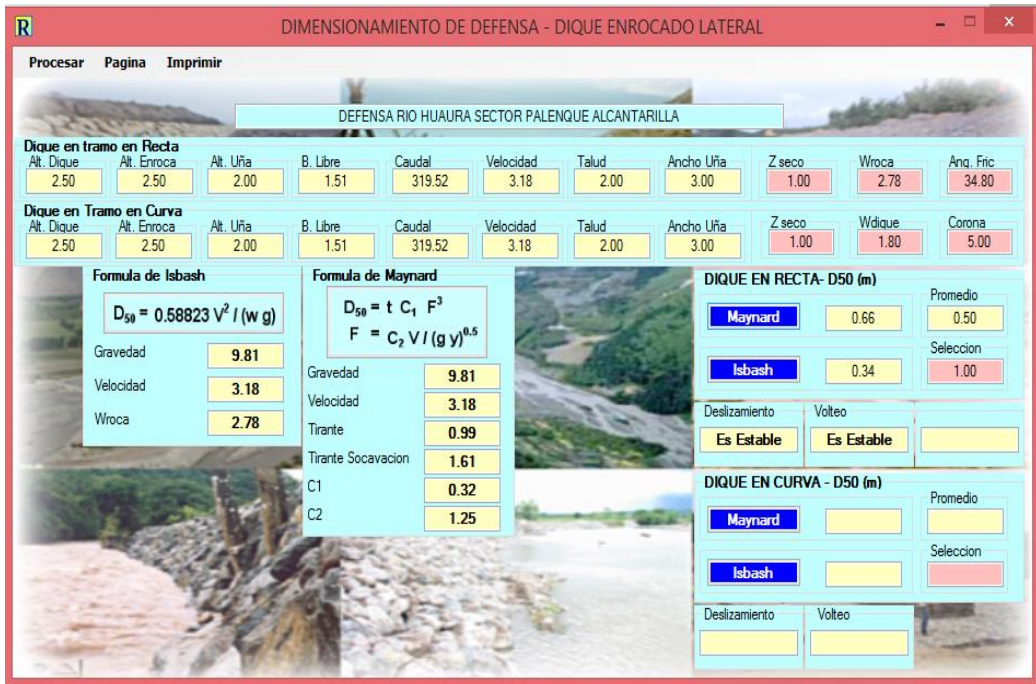 R
DIMENSIONAMIENTO DE DEFENSA - DIQUE ENROCADO LATERAL
Procesar Pagina Imprimir
DEFENSA RIO HUAURA SECTOR PALENQUE ALCANTARILLA
Dique en tramo en Recta
Alt. Dique Alt. Enroca Alt. Uña B. Libre Caudal Velocidad Talud Ancho Uña Z seco Wroca Ang. Fric
2.50 2.50 2.00 1.51 319.52 3.18 2.00 3.00 1.00 2.78 34.80
Dique en Tramo en Curva
Alt. Dique Alt. Enroca Alt. Uña B. Libre Caudal Velocidad Talud Ancho Uña Z seco Wdique Corona
2.50 2.50 2.00 1.51 319.52 3.18 2.00 3.00 1.00 1.80 5.00
Formula de Isbash
D50 = 0.58823 V² / (w g)
Gravedad 9.81
Velocidad 3.18
Wroca 2.78
Formula de Maynard
D50 = t C1 F³
F = C2 V / (g y)^0.5
Gravedad 9.81
Velocidad 3.18
Tirante 0.99
Tirante Socavacion 1.61
C1 0.32
C2 1.25
DIQUE EN RECTA- D50 (m)
Promedio
Maynard 0.66 0.50
Seleccion
Isbash 0.34 1.00
Deslizamiento Volteo
Es Estable Es Estable
DIQUE EN CURVA - D50 (m)
Promedio
Maynard
Seleccion
Isbash
Deslizamiento Volteo